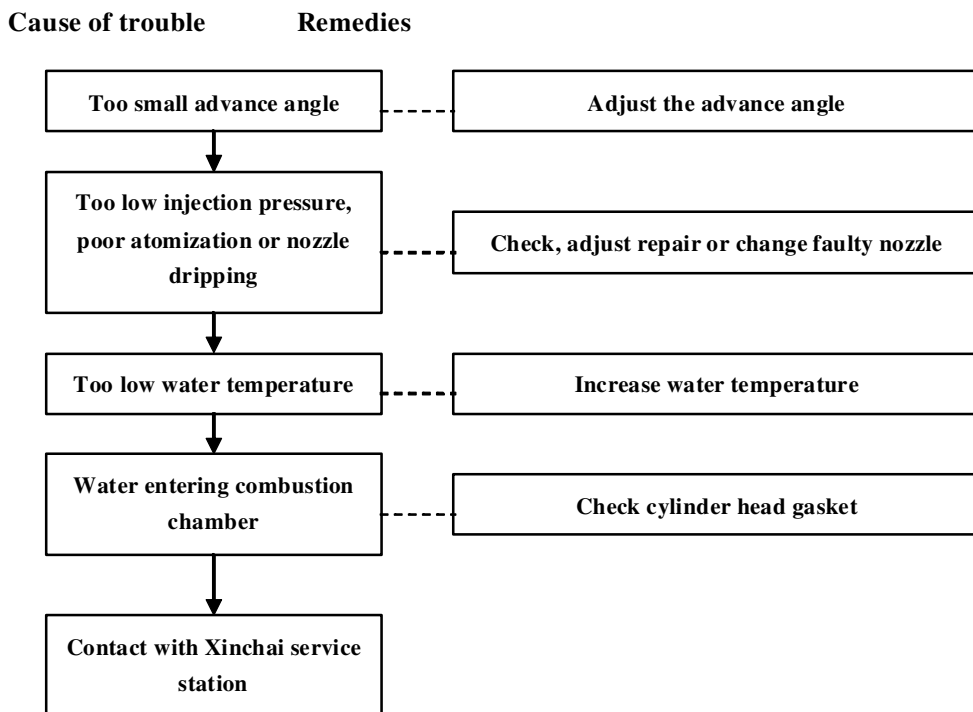 Cause of trouble Remedies
Too small advance angle
Adjust the advance angle
Too low injection pressure,
poor atomization or nozzle
dripping
Check, adjust repair or change faulty nozzle
Too low water temperature
Increase water temperature
Water entering combustion
chamber
Check cylinder head gasket
Contact with Xinchai service
station